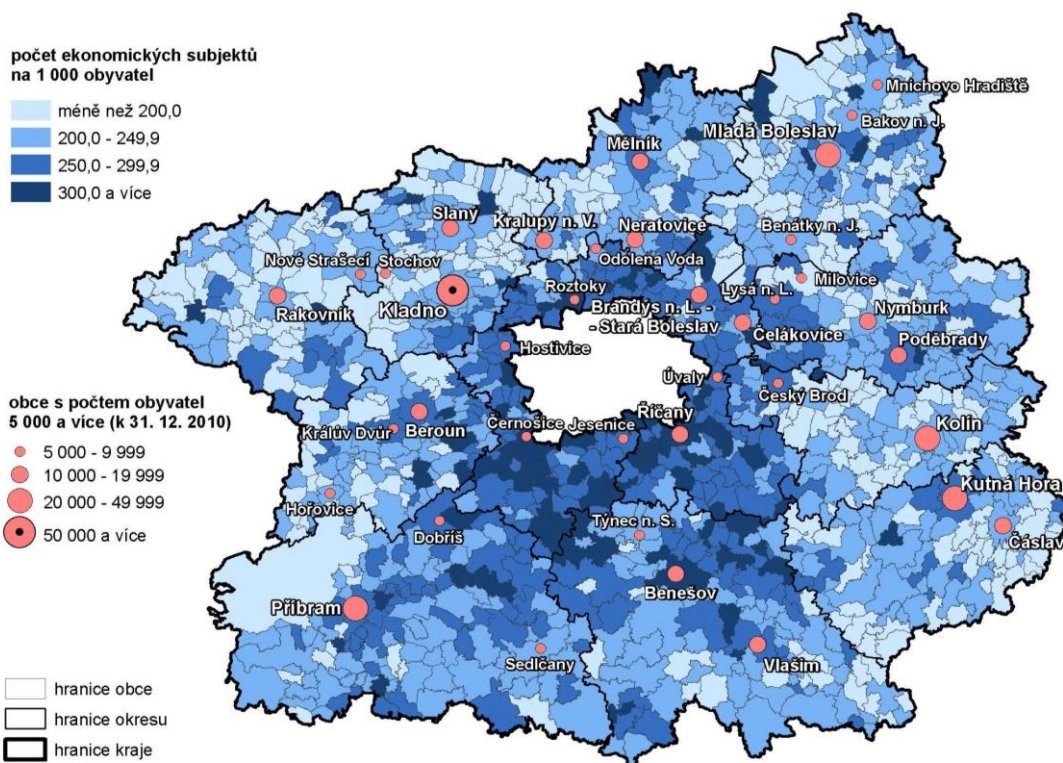 počet ekonomických subjektů
na 1 000 obyvatel
méně než 200,0
200,0 - 249,9
250,0 - 299,9
300,0 a více
obce s počtem obyvatel
5 000 a více (k 31. 12. 2010)
5 000 - 9 999
10 000 - 19 999
20 000 - 49 999
50 000 a více
hranice obce
hranice okresu
hranice kraje
Mnichovo Hradiště
Bakov n. J.
Mladá Boleslav
Mělník
Slaný
Kralupy n. V.
Neratovice
Benátky n. J.
Odolena Voda
Nové Strašecí
Stochov
Milovice
Roztoky
Lysá n. L.
Rakovník
Kladno
Brandýs n. L. -
- Stará Boleslav
Nymburk
Čelákovice
Poděbrady
Hostivice
Úvaly
Český Brod
Králův Dvůr
Beroun
Černošice
Jesenice
Říčany
Kolín
Hořovice
Kutná Hora
Dobříš
Týnec n. S.
Čáslav
Benešov
Příbram
Sedlčany
Vlašim